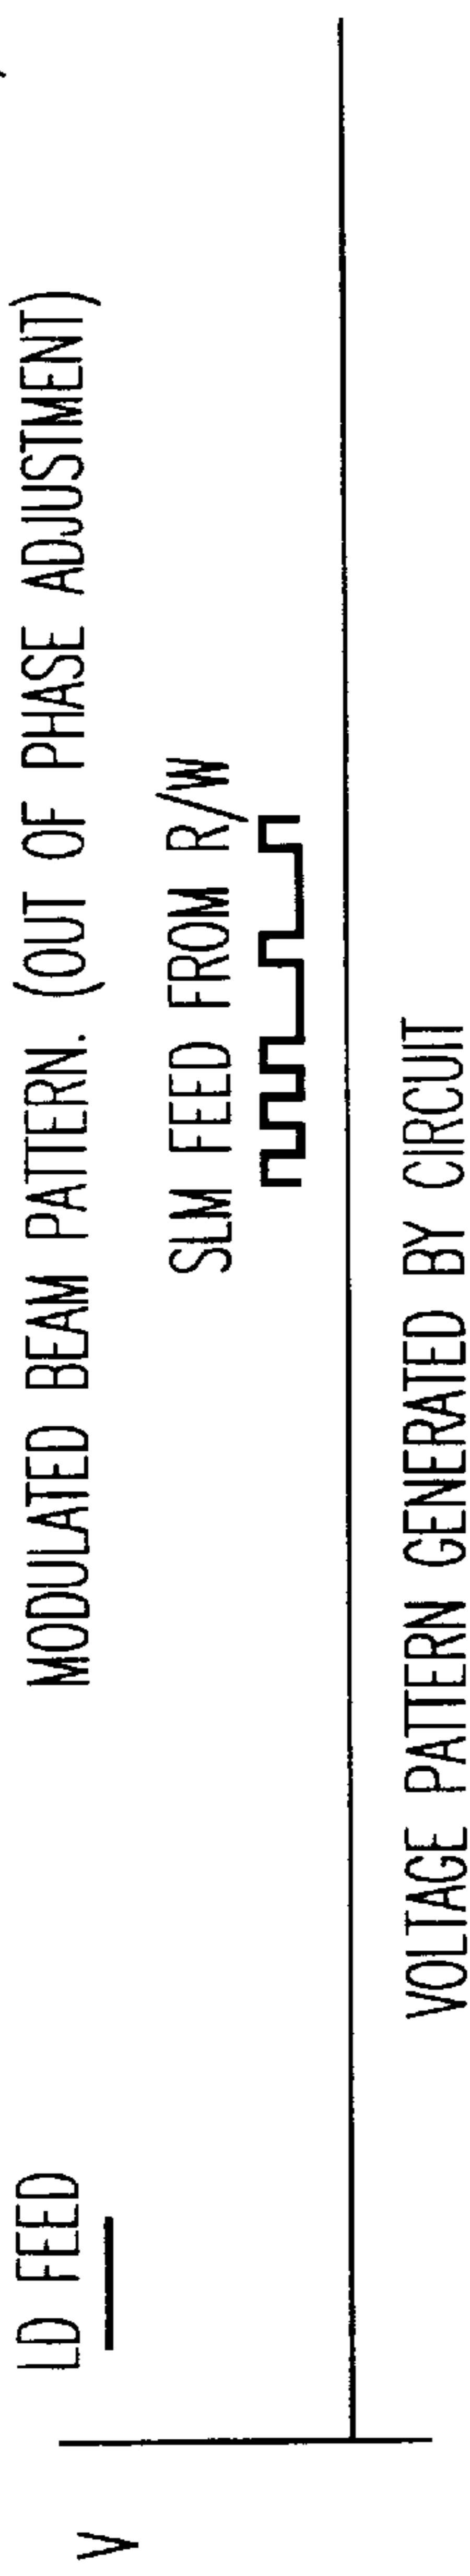 MODULATED BEAM PATTERN. (OUT OF PHASE ADJUSTMENT)
LD FEED
SLM FEED FROM R/W
V
VOLTAGE PATTERN GENERATED BY CIRCUIT